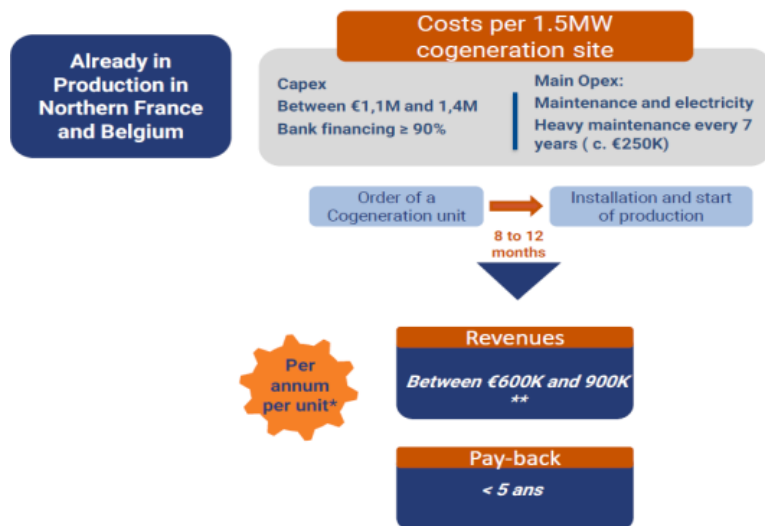 Already in
Production in
Northern France
and Belgium
Costs per 1.5MW
cogeneration site
Capex
Between €1,1M and 1,4M
Bank financing ≥ 90%
Main Opex:
Maintenance and electricity
Heavy maintenance every 7
years ( c. €250K)
Order of a
Cogeneration unit
Installation and start
of production
8 to 12
months
Per
annum
per unit*
Revenues
Between €600K and 900K
**
Pay-back
< 5 ans